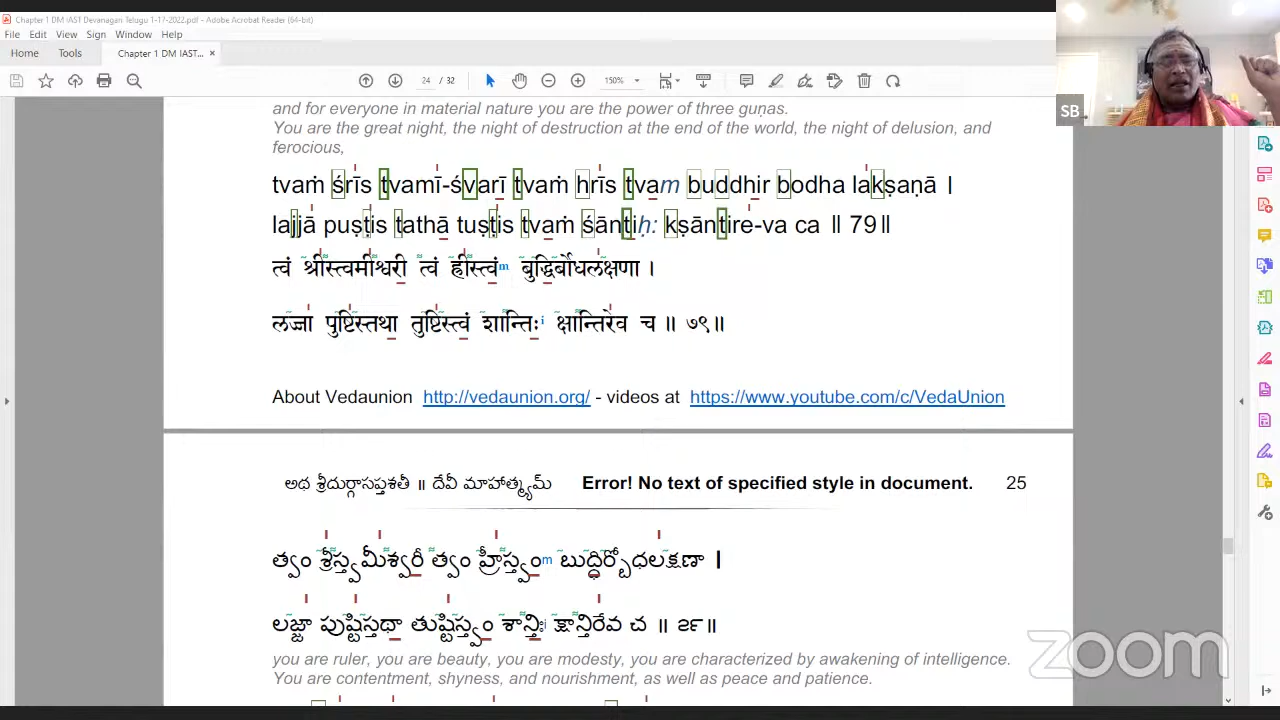 Chapter 1 DM IAST Devanagari Telugu 1-17-2022.pdf - Adobe Acrobat Reader (64-bit)
File Edit View Sign Window Help
Home Tools Chapter 1 DM IAST... ×
24 / 32 150%
SB
and for everyone in material nature you are the power of three guṇas.
You are the great night, the night of destruction at the end of the world, the night of delusion, and
ferocious,
tvaṁ śrīs tvamī-śvarī tvaṁ hrīs tvam buddhir bodha lakṣaṇā ।
lajjā puṣṭis tathā tuṣṭis tvaṁ śāntiḥ: kṣāntire-va ca ॥ 79॥
त्वं श्रीस्त्वमीश्वरी त्वं ह्रीस्त्वंm बुद्धिर्बोधलक्षणा ।
लज्जा पुष्टिस्तथा तुष्टिस्त्वं शान्तिःi क्षान्तिरेव च ॥ ७९॥
About Vedaunion http://vedaunion.org/ - videos at https://www.youtube.com/c/VedaUnion
అథ శ్రీదుర్గాసప్తశతీ ॥ దేవీ మాహాత్మ్యమ్ Error! No text of specified style in document. 25
త్వం శ్రీస్త్వమీశ్వరీ త్వం హ్రీస్త్వంm బుద్ధిర్బోధలక్షణా ।
లజ్జా పుష్టిస్తథా తుష్టిస్త్వం శాన్తిఃi క్షాన్తిరేవ చ ॥ ౭౯॥
zoom
you are ruler, you are beauty, you are modesty, you are characterized by awakening of intelligence.
You are contentment, shyness, and nourishment, as well as peace and patience.